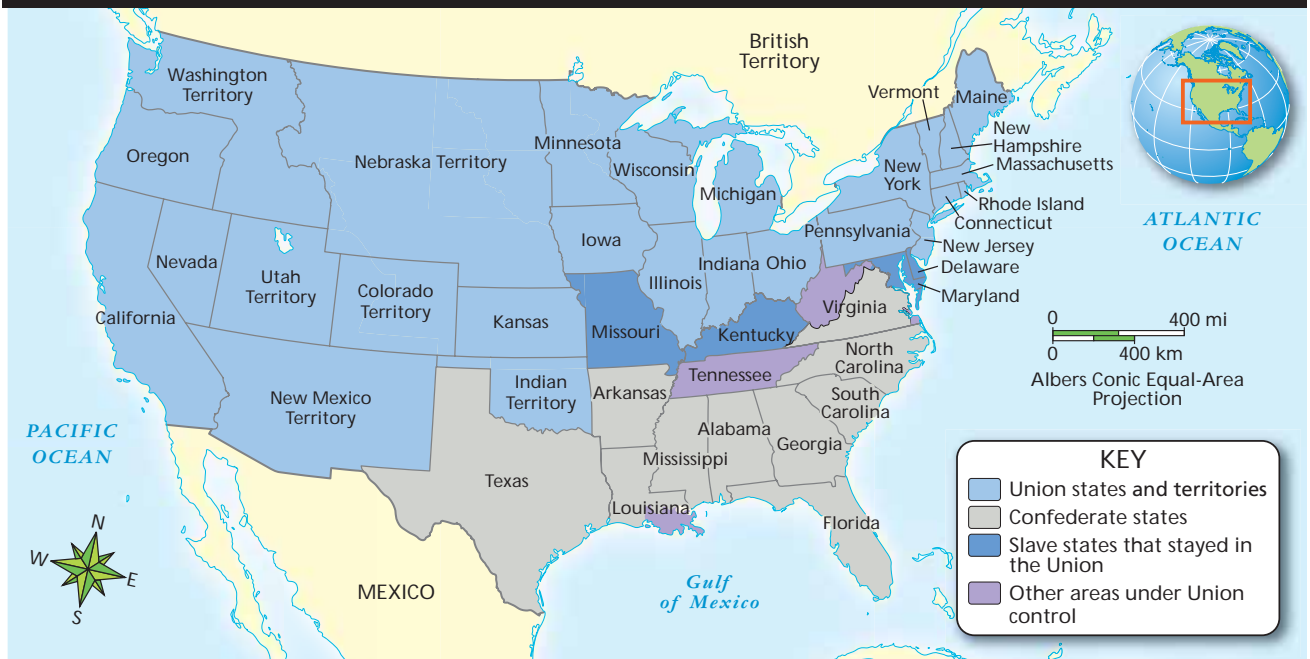 British
Territory
Washington
Territory
Vermont
Maine
New
Hampshire
Massachusetts
Minnesota
Oregon
Nebraska Territory
Wisconsin
Michigan
New
York
Rhode Island
Connecticut
ATLANTIC
OCEAN
Iowa
Pennsylvania
New Jersey
Nevada
Utah
Territory
Colorado
Territory
Illinois
Indiana
Ohio
Delaware
Maryland
California
Kansas
Missouri
Kentucky
Virginia
0
400 mi
0
400 km
Albers Conic Equal-Area
Projection
North
Carolina
Tennessee
Indian
Territory
Arkansas
South
Carolina
New Mexico
Territory
PACIFIC
OCEAN
Alabama
Georgia
Mississippi
Texas
Louisiana
Florida
KEY
Union states and territories
Confederate states
Slave states that stayed in
the Union
Other areas under Union
control
N
W
E
S
MEXICO
Gulf
of Mexico